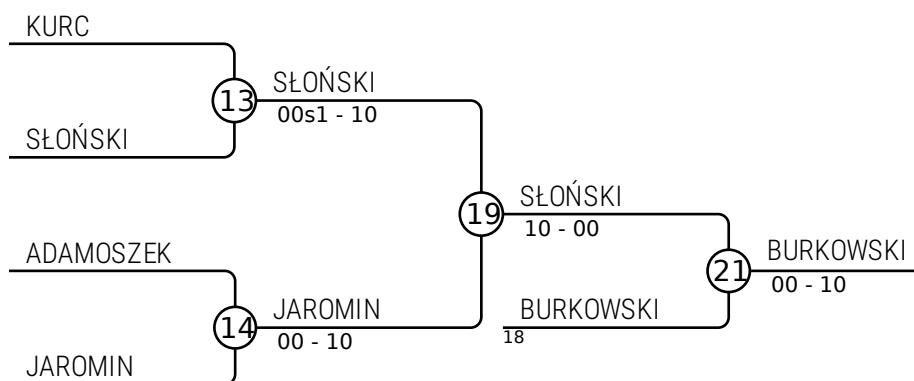 KURC
13
SŁOŃSKI
00s1 - 10
SŁOŃSKI
19
SŁOŃSKI
10 - 00
ADAMOSZEK
21
BURKOWSKI
00 - 10
14
JAROMIN
00 - 10
BURKOWSKI
18
JAROMIN